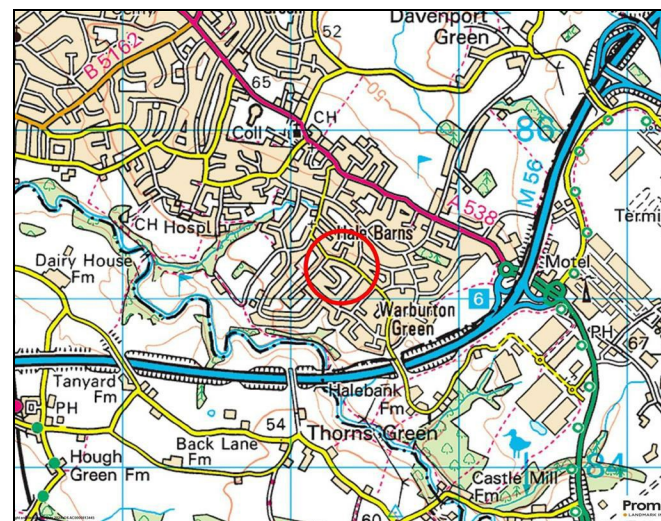 Davenport
Green
52
B 5162
65
CH
Coll
50
86
M 56
A 538
Termi
CH Hospl
Hale Barns
Dairy House
Fm
Motel
6
Warburton
Green
PH
67
Tanyard
Fm
Halebank
Fm
PH
54
Thorns Green
Back Lane
Fm
Hough
Green Fm
84
Castle Mill
Fm
60
Prom
LANDMARK I